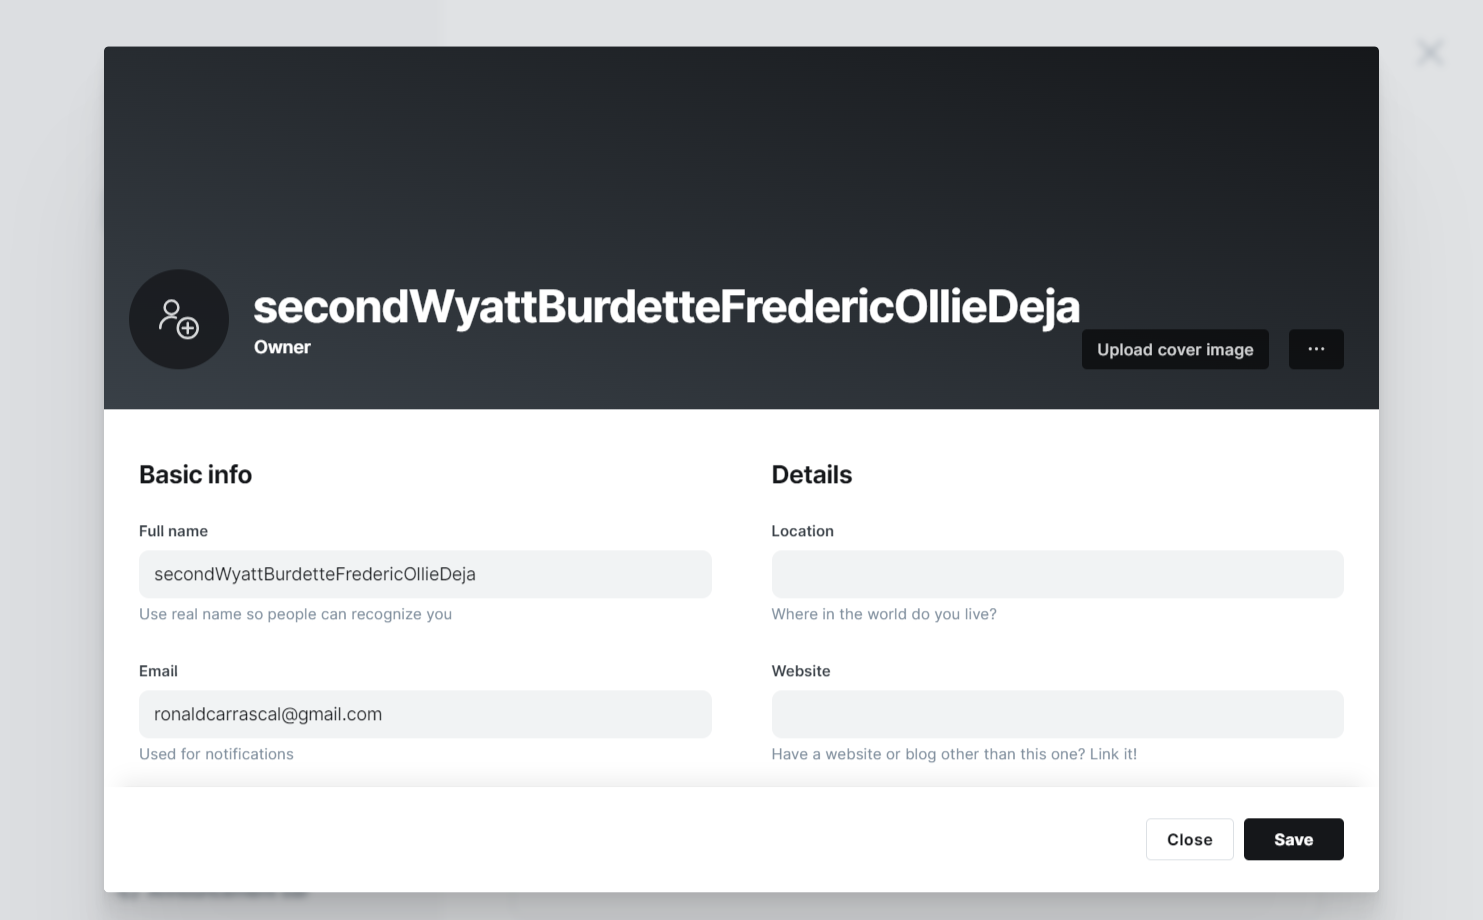 secondWyattBurdetteFredericOllieDeja
Owner
Upload cover image
...
Basic info
Full name
secondWyattBurdetteFredericOllieDeja
Use real name so people can recognize you
Email
ronaldcarrascal@gmail.com
Used for notifications
Details
Location
Where in the world do you live?
Website
Have a website or blog other than this one? Link it!
Close
Save